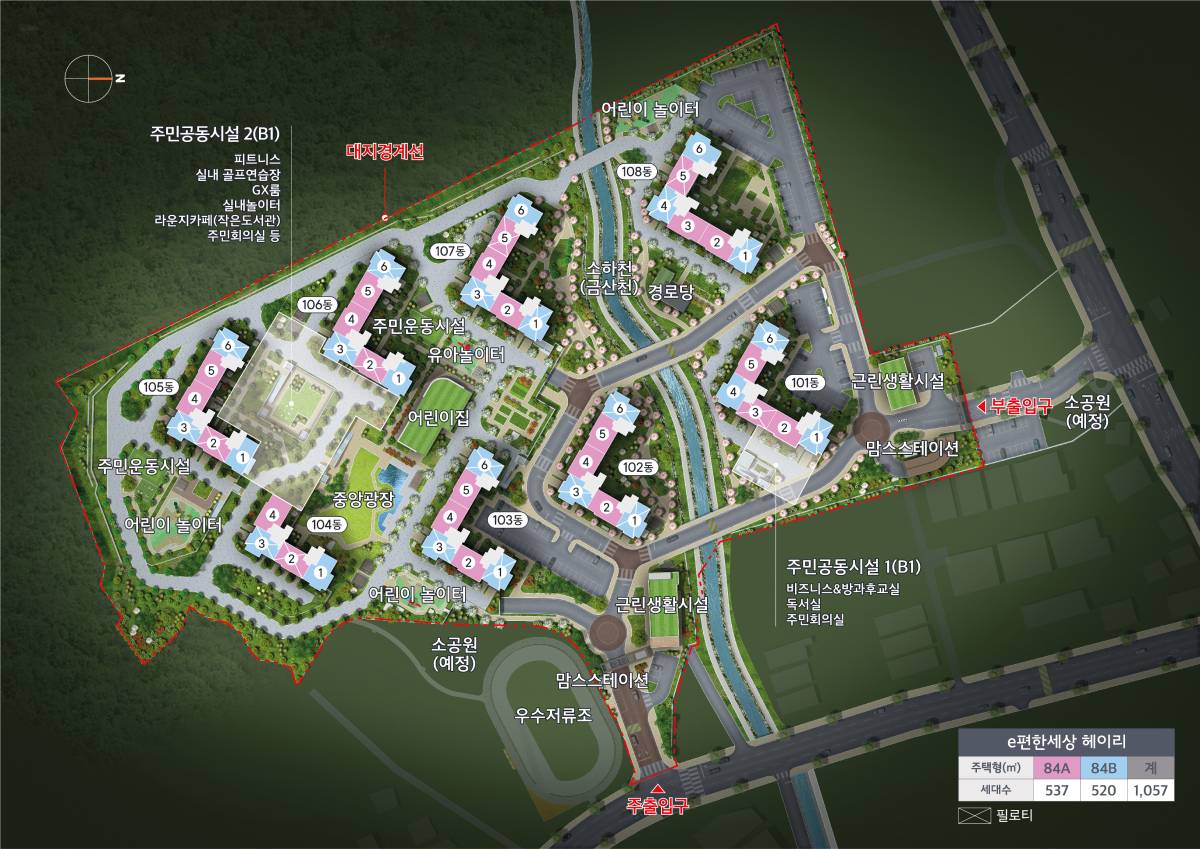 N
주민공동시설 2(B1)
피트니스
실내 골프연습장
GX룸
실내놀이터
라운지카페(작은도서관)
주민회의실 등
대지경계선
어린이 놀이터
108동
6
5
4
3
2
1
107동
6
5
4
3
2
1
소하천
(금산천)
경로당
106동
6
5
4
3
2
1
주민운동시설
유아놀이터
어린이집
105동
6
5
4
3
2
1
101동
6
5
4
3
2
1
근린생활시설
부출입구
소공원
(예정)
맘스스테이션
102동
6
5
4
3
2
1
주민운동시설
어린이 놀이터
중앙광장
104동
4
3
2
1
103동
6
5
4
3
2
1
어린이 놀이터
주민공동시설 1(B1)
비즈니스&방과후교실
독서실
주민회의실
근린생활시설
소공원
(예정)
맘스스테이션
우수저류조
주출입구
e편한세상 헤이리
주택형(㎡) 84A 84B 계
세대수 537 520 1,057
필로티